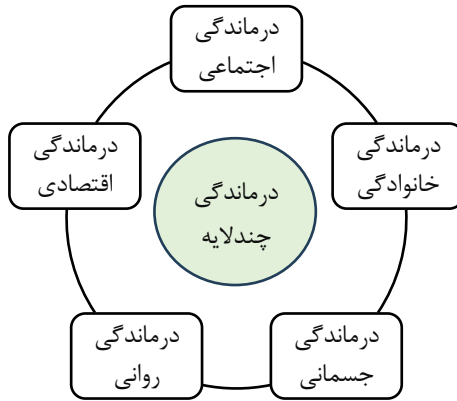 درماندگی
اجتماعی
درماندگی
خانوادگی
درماندگی
اقتصادی
درماندگی
چندلایه
درماندگی
جسمانی
درماندگی
روانی